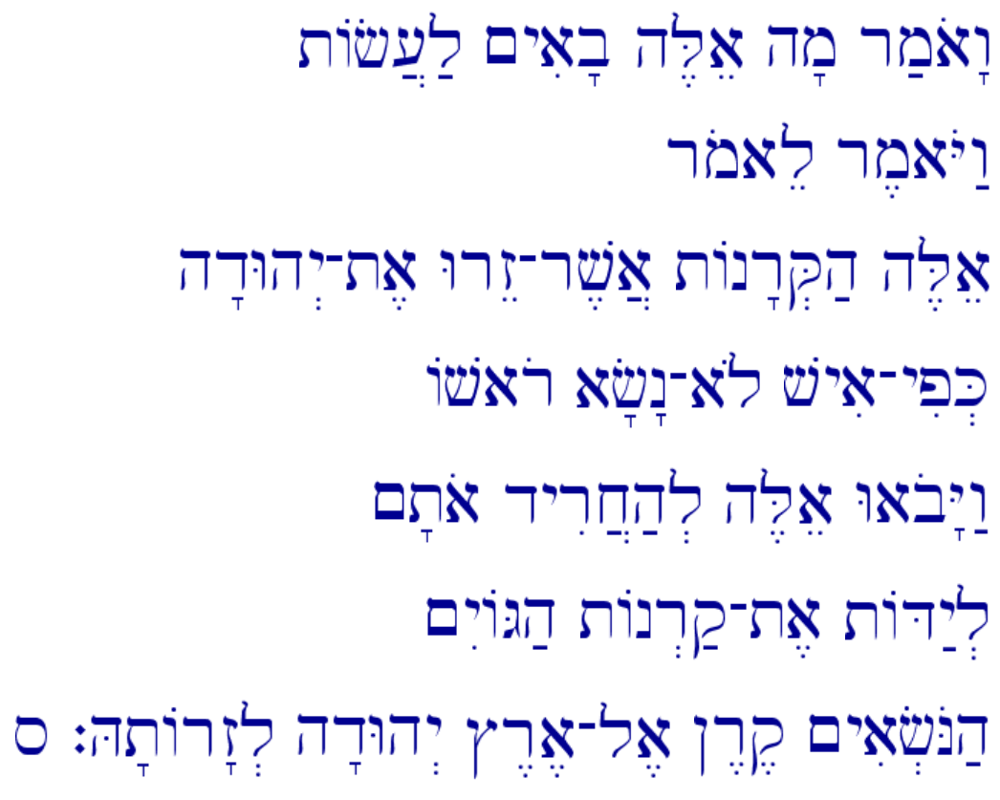 וָאֹמַר מָה אֵלֶּה בָאִים לַעֲשׂוֹת
וַיֹּאמֶר לֵאמֹר
אֵלֶּה הַקְּרָנוֹת אֲשֶׁר־זֵרוּ אֶת־יְהוּדָה
כְּפִי־אִישׁ לֹא־נָשָׂא רֹאשׁוֹ
וַיָּבֹאוּ אֵלֶּה לְהַחֲרִיד אֹתָם
לְיַדּוֹת אֶת־קַרְנוֹת הַגּוֹיִם
הַנֹּשְׂאִים קֶרֶן אֶל־אֶרֶץ יְהוּדָה לְזָרוֹתָהּ׃ ס